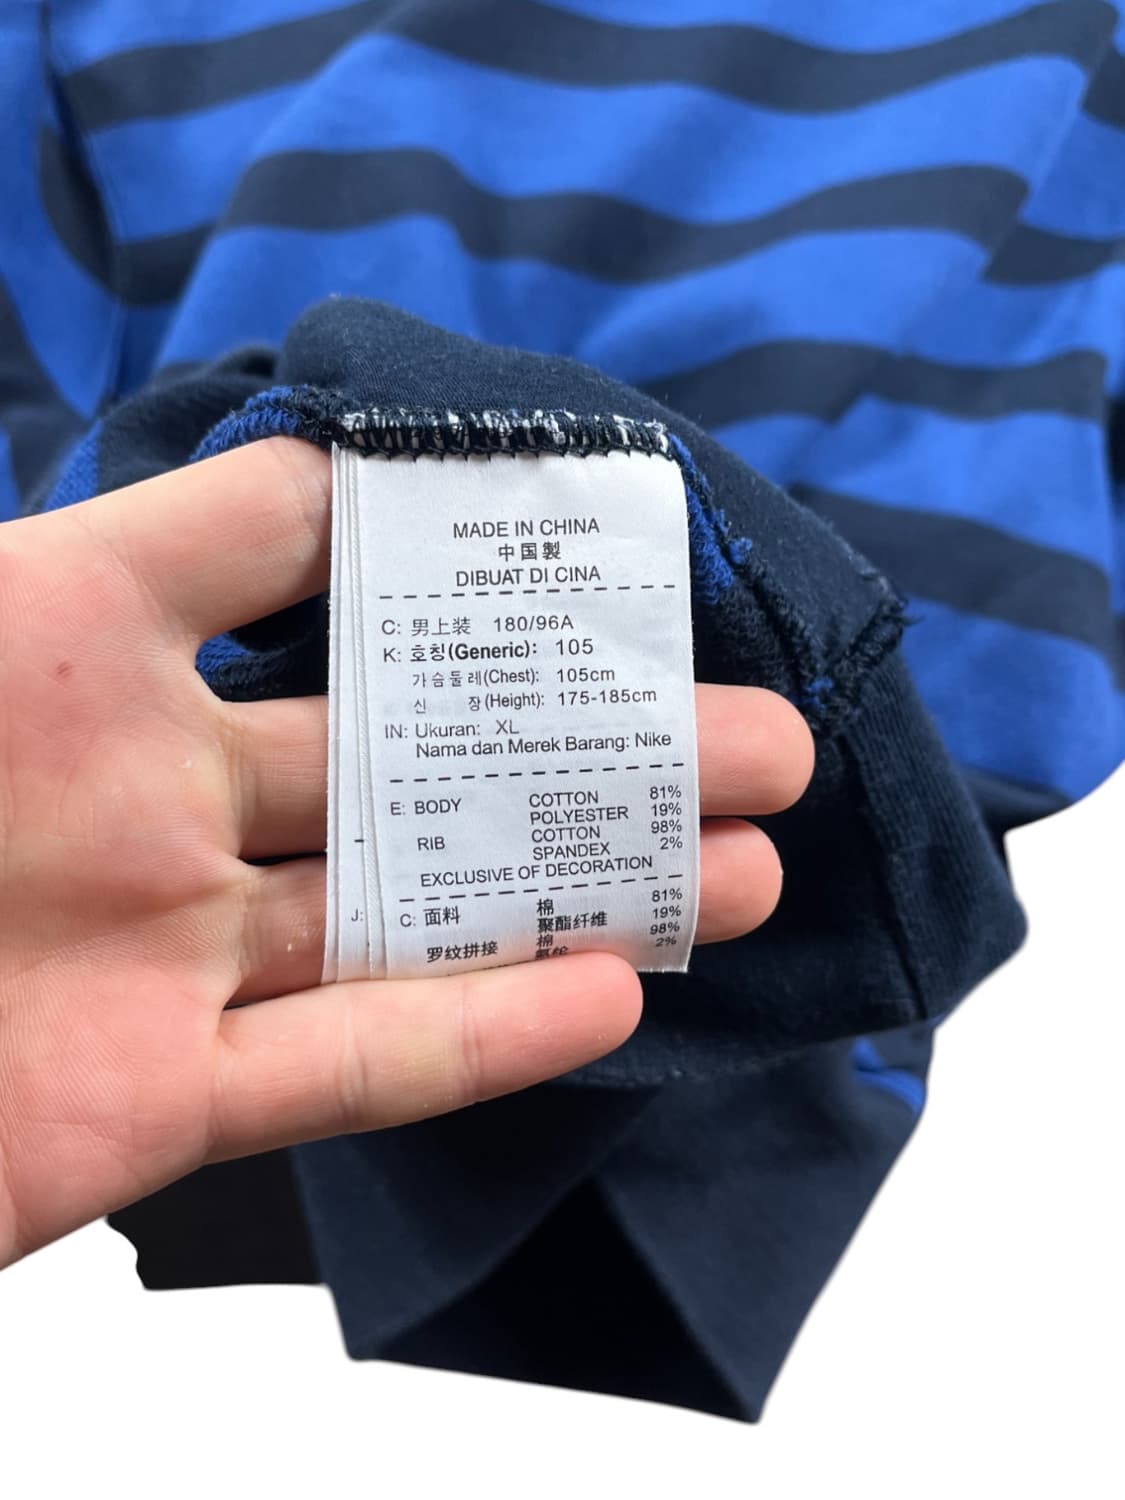 MADE IN CHINA
中国製
DIBUAT DI CINA
C: 男上装 180/96A
K: 호칭(Generic): 105
가슴둘레(Chest): 105cm
신 장(Height): 175-185cm
IN: Ukuran: XL
Nama dan Merek Barang: Nike
E: BODY COTTON 81%
POLYESTER 19%
RIB COTTON 98%
SPANDEX 2%
EXCLUSIVE OF DECORATION
J:
C: 面料 棉 81%
聚酯纤维 19%
罗纹拼接 棉 98%
氨纶 2%